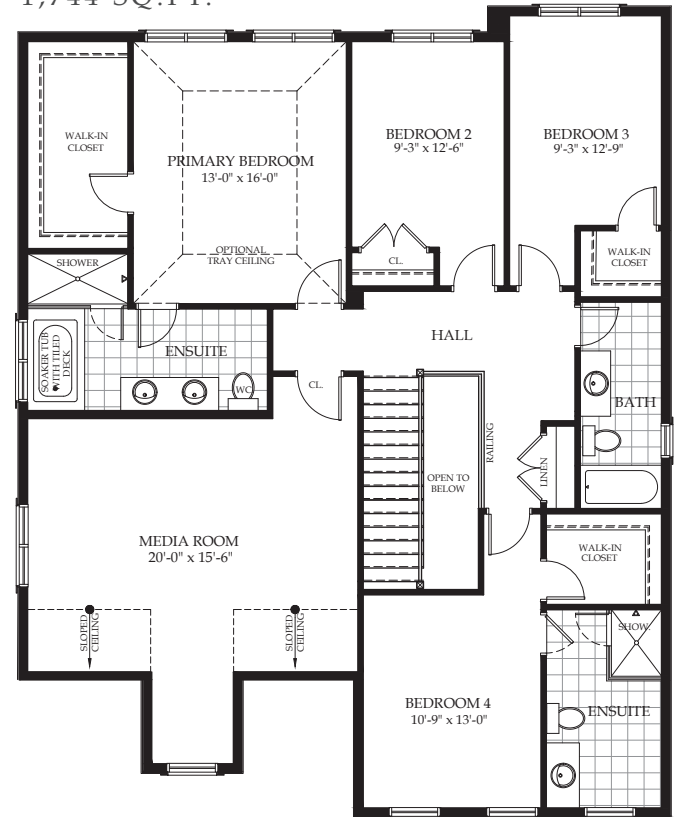 1,744 SQ.FT.
WALK-IN
CLOSET
PRIMARY BEDROOM
13'-0" x 16'-0"
OPTIONAL
TRAY CEILING
BEDROOM 2
9'-3" x 12'-6"
CL.
BEDROOM 3
9'-3" x 12'-9"
WALK-IN
CLOSET
SHOWER
SOAKER TUB
WITH TILED
DECK
ENSUITE
WC
HALL
CL.
BATH
RAILING
LINEN
OPEN TO
BELOW
MEDIA ROOM
20'-0" x 15'-6"
SLOPED
CEILING
SLOPED
CEILING
WALK-IN
CLOSET
SHOW.
BEDROOM 4
10'-9" x 13'-0"
ENSUITE